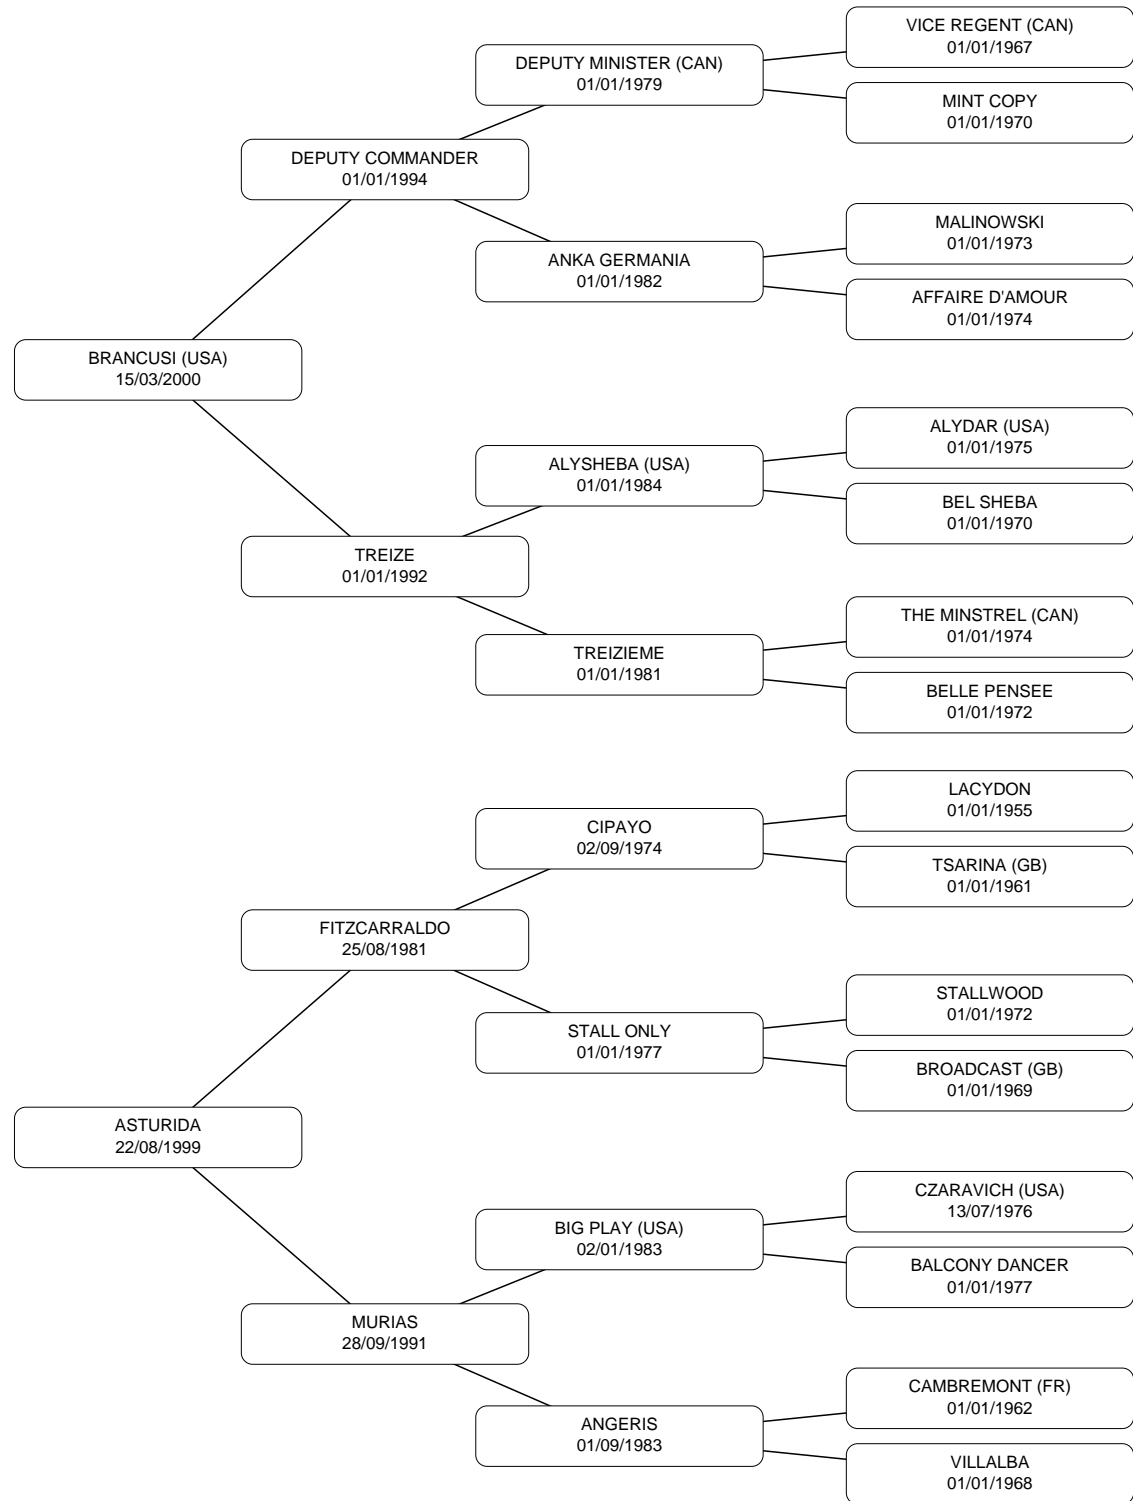 VICE REGENT (CAN)
01/01/1967
DEPUTY MINISTER (CAN)
01/01/1979
MINT COPY
01/01/1970
DEPUTY COMMANDER
01/01/1994
MALINOWSKI
01/01/1973
ANKA GERMANIA
01/01/1982
AFFAIRE D'AMOUR
01/01/1974
BRANCUSI (USA)
15/03/2000
ALYDAR (USA)
01/01/1975
ALYSHEBA (USA)
01/01/1984
BEL SHEBA
01/01/1970
TREIZE
01/01/1992
THE MINSTREL (CAN)
01/01/1974
TREIZIEME
01/01/1981
BELLE PENSEE
01/01/1972
LACYDON
01/01/1955
CIPAYO
02/09/1974
TSARINA (GB)
01/01/1961
FITZCARRALDO
25/08/1981
STALLWOOD
01/01/1972
STALL ONLY
01/01/1977
BROADCAST (GB)
01/01/1969
ASTURIDA
22/08/1999
CZARAVICH (USA)
13/07/1976
BIG PLAY (USA)
02/01/1983
BALCONY DANCER
01/01/1977
MURIAS
28/09/1991
CAMBREMONT (FR)
01/01/1962
ANGERIS
01/09/1983
VILLALBA
01/01/1968